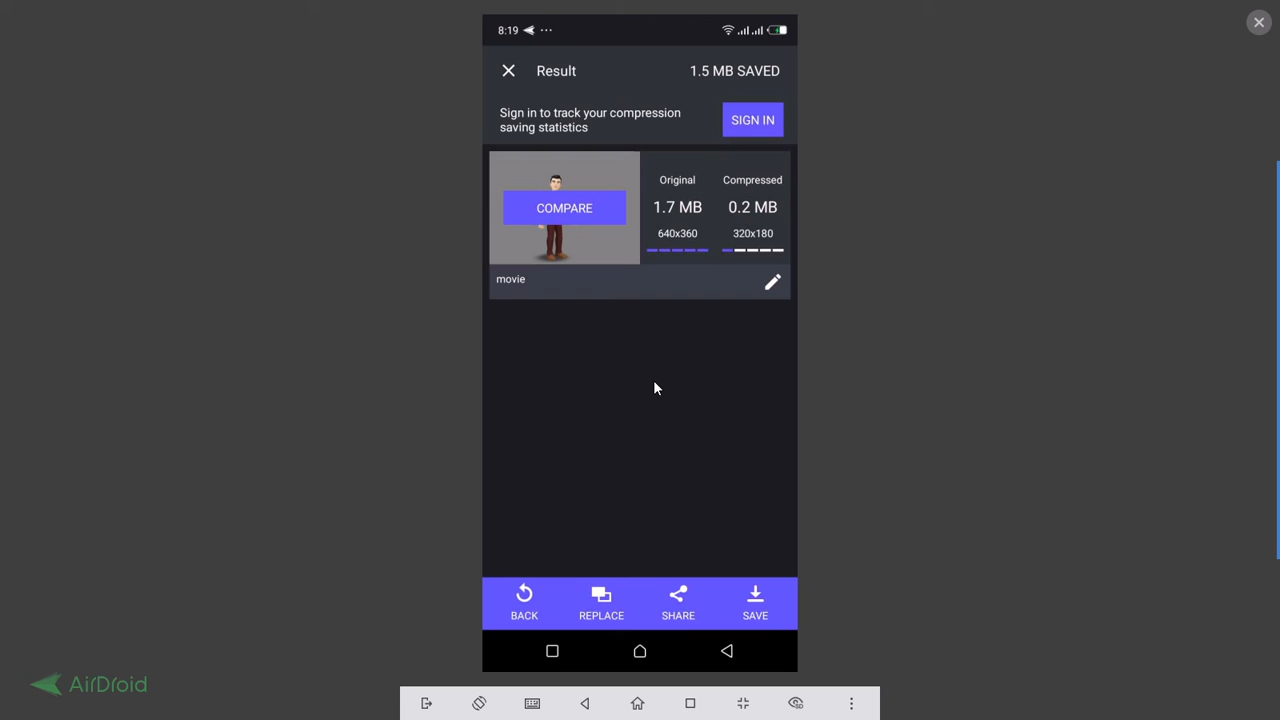 8:19
Result
1.5 MB SAVED
Sign in to track your compression
saving statistics
SIGN IN
COMPARE
Original
Compressed
1.7 MB
0.2 MB
640x360
320x180
movie
BACK
REPLACE
SHARE
SAVE
AirDroid